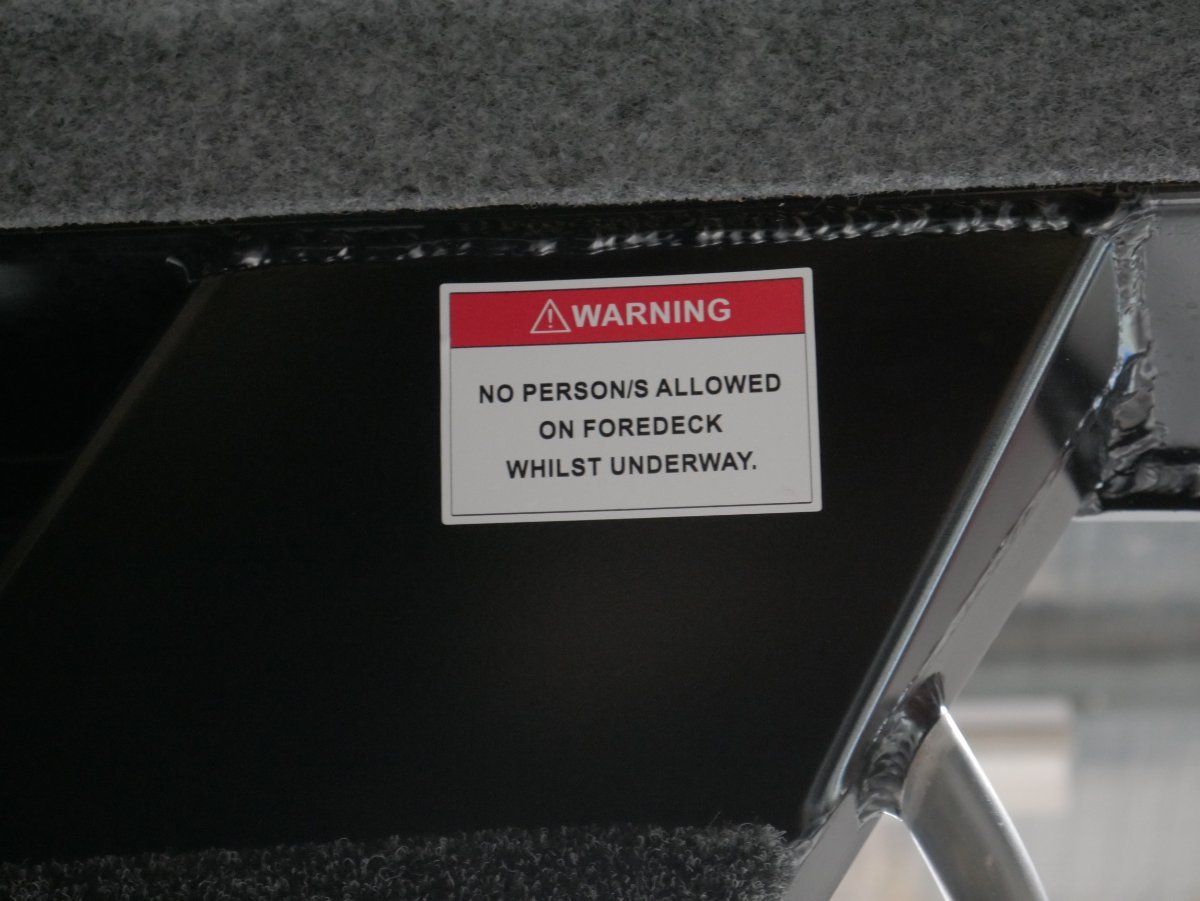 WARNING
NO PERSON/S ALLOWED
ON FOREDECK
WHILST UNDERWAY.